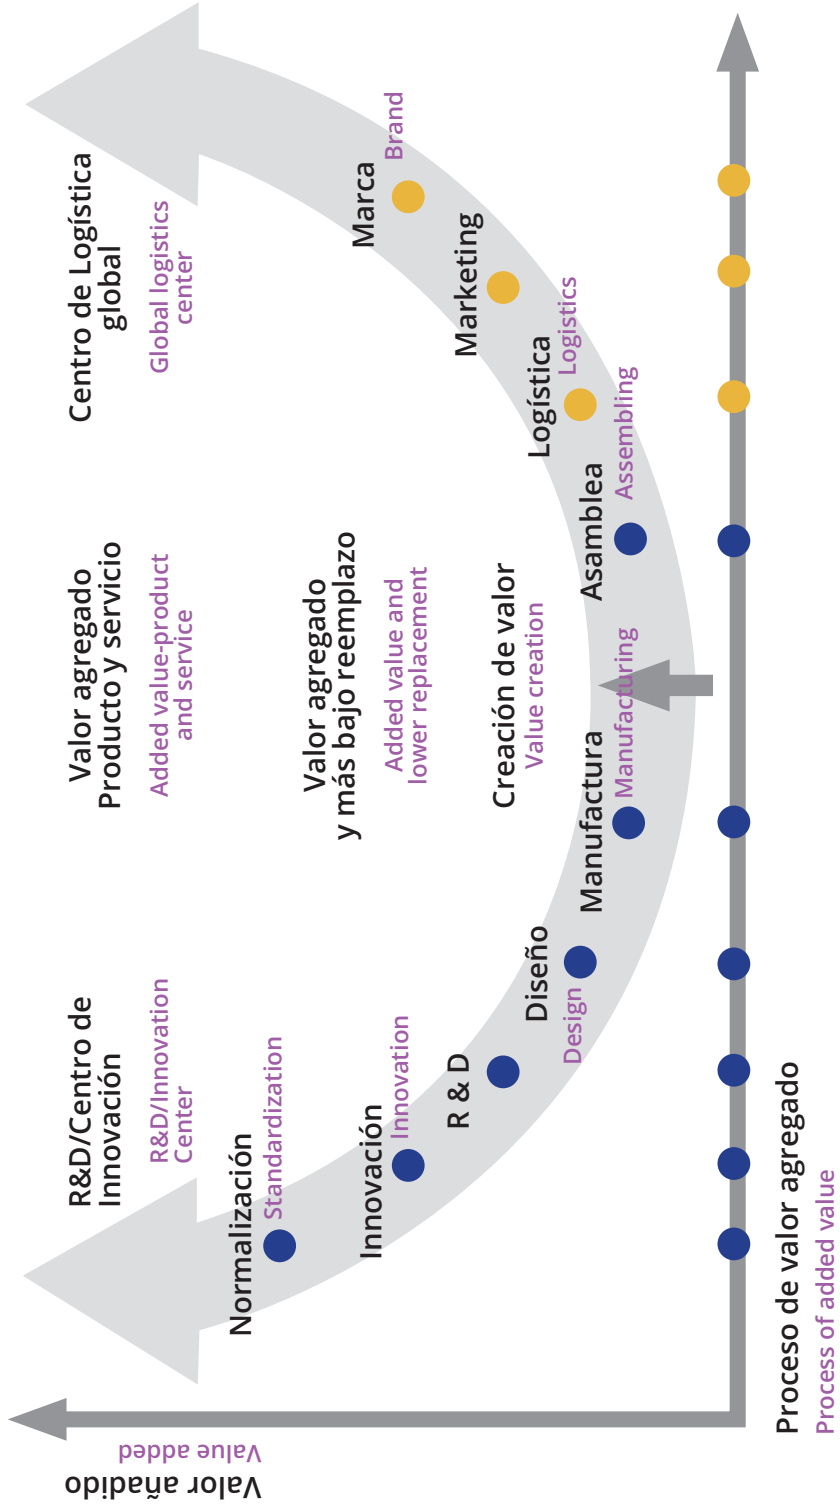 Valor añadido
Value added
R&D/Centro de
Innovación
R&D/Innovation
Center
Valor agregado
Producto y servicio
Added value-product
and service
Centro de Logística
global
Global logistics
center
Normalización
Standardization
Innovación
Innovation
R & D
Diseño
Design
Manufactura
Manufacturing
Valor agregado
y más bajo reemplazo
Added value and
lower replacement
Creación de valor
Value creation
Asamblea
Assembling
Logística
Logistics
Marketing
Marca
Brand
Proceso de valor agregado
Process of added value